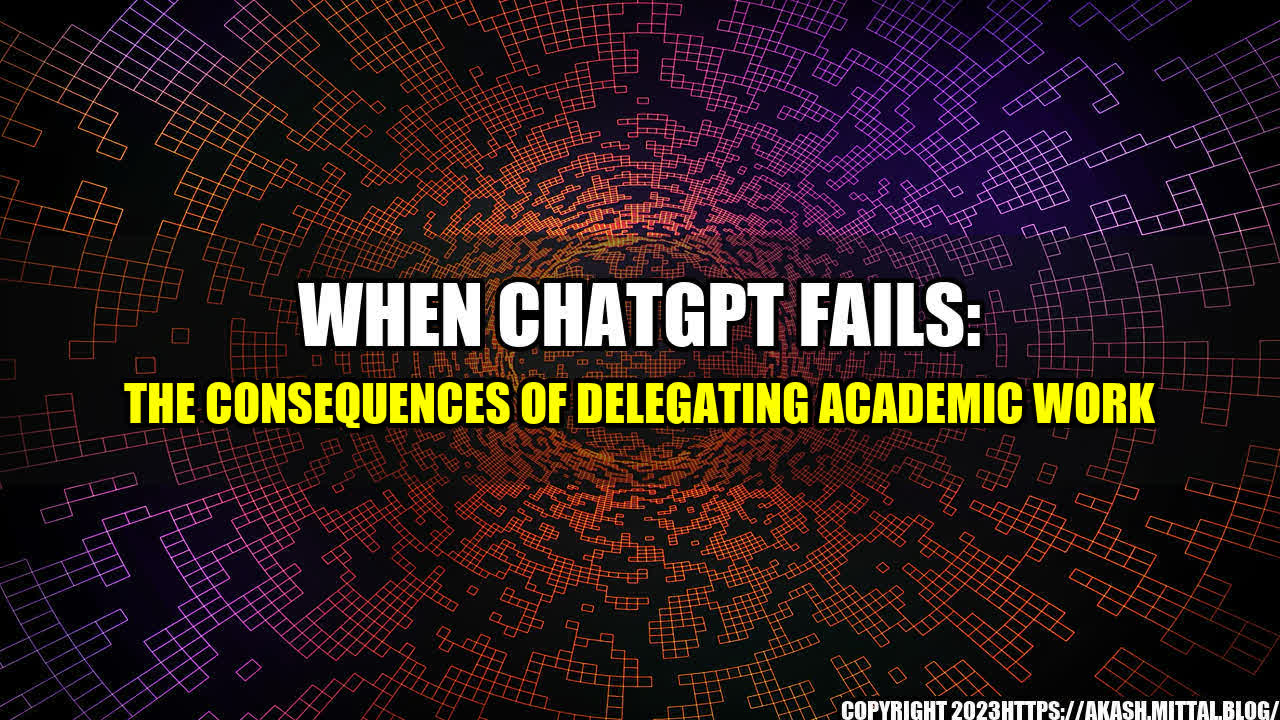 WHEN CHATGPT FAILS:
THE CONSEQUENCES OF DELEGATING ACADEMIC WORK
COPYRIGHT 2023HTTPS://AKASH.MITTAL.BLOG/